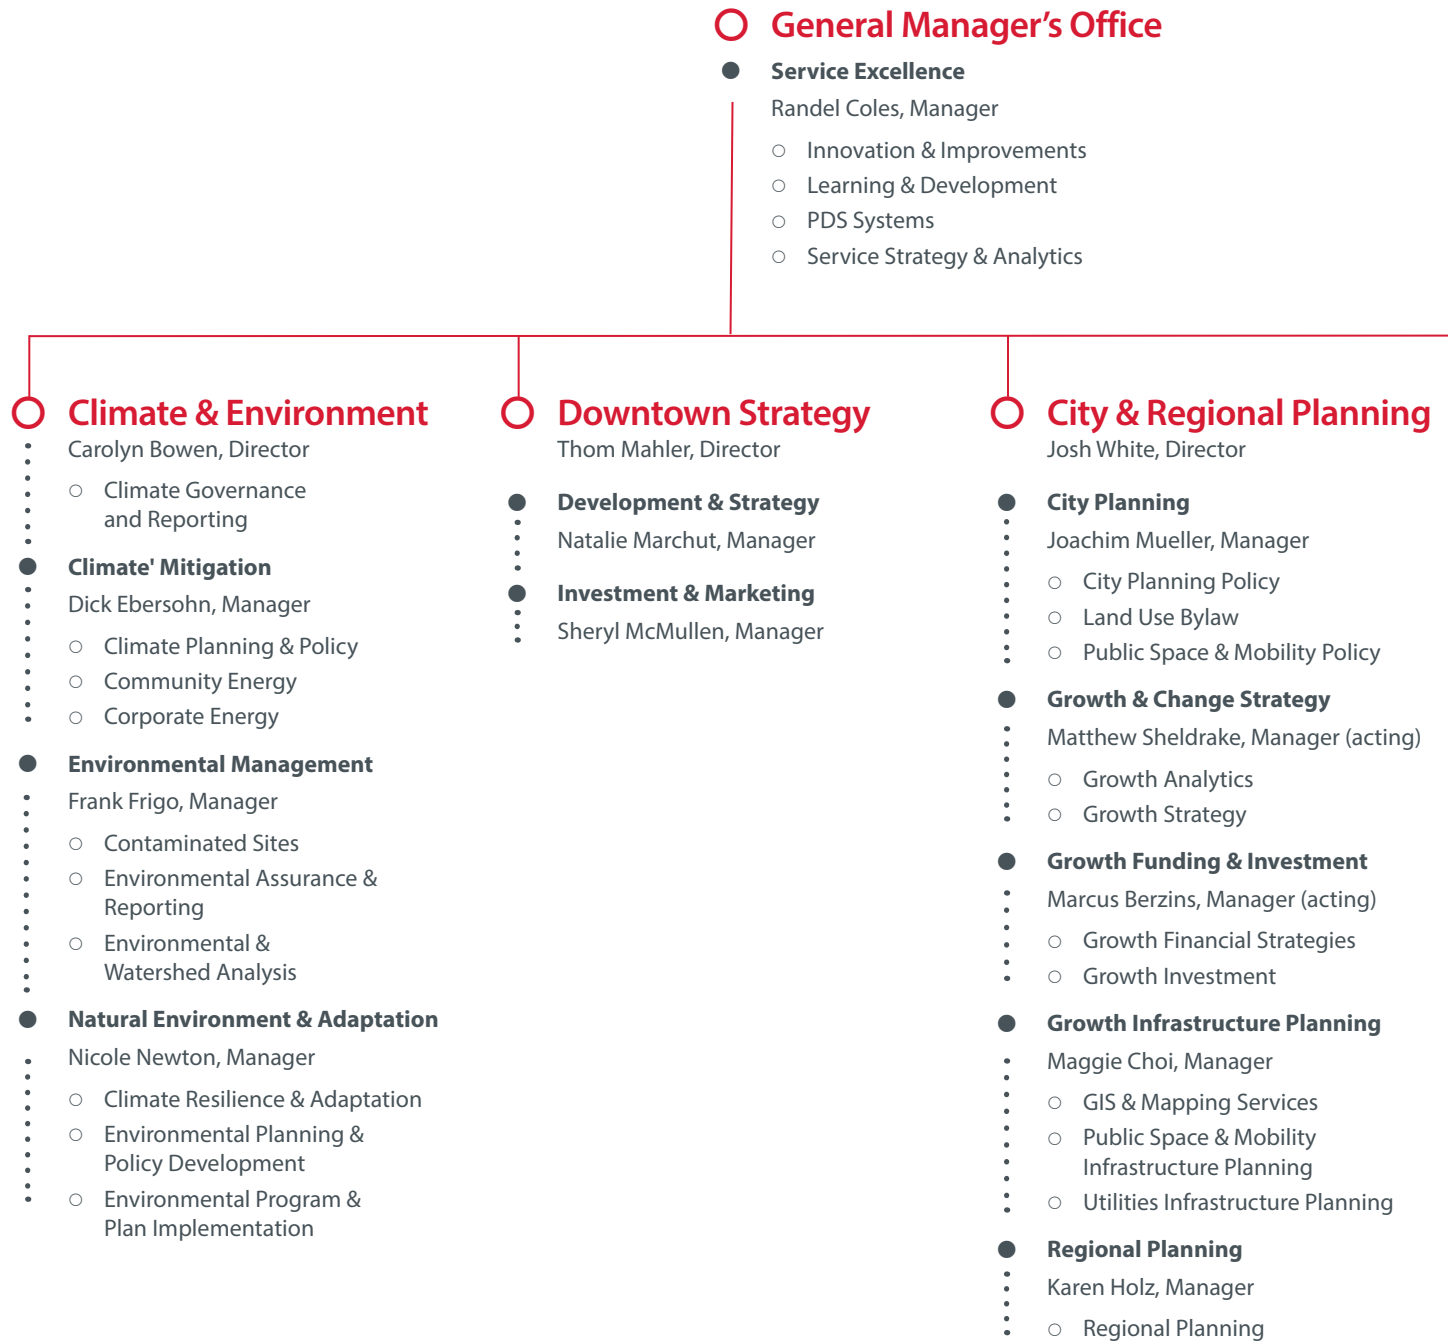 General Manager’s Office
Service Excellence
Randel Coles, Manager
Innovation & Improvements
Learning & Development
PDS Systems
Service Strategy & Analytics
Climate & Environment
Carolyn Bowen, Director
Climate Governance
and Reporting
Climate' Mitigation
Dick Ebersohn, Manager
Climate Planning & Policy
Community Energy
Corporate Energy
Environmental Management
Frank Frigo, Manager
Contaminated Sites
Environmental Assurance &
Reporting
Environmental &
Watershed Analysis
Natural Environment & Adaptation
Nicole Newton, Manager
Climate Resilience & Adaptation
Environmental Planning &
Policy Development
Environmental Program &
Plan Implementation
Downtown Strategy
Thom Mahler, Director
Development & Strategy
Natalie Marchut, Manager
Investment & Marketing
Sheryl McMullen, Manager
City & Regional Planning
Josh White, Director
City Planning
Joachim Mueller, Manager
City Planning Policy
Land Use Bylaw
Public Space & Mobility Policy
Growth & Change Strategy
Matthew Sheldrake, Manager (acting)
Growth Analytics
Growth Strategy
Growth Funding & Investment
Marcus Berzins, Manager (acting)
Growth Financial Strategies
Growth Investment
Growth Infrastructure Planning
Maggie Choi, Manager
GIS & Mapping Services
Public Space & Mobility
Infrastructure Planning
Utilities Infrastructure Planning
Regional Planning
Karen Holz, Manager
Regional Planning